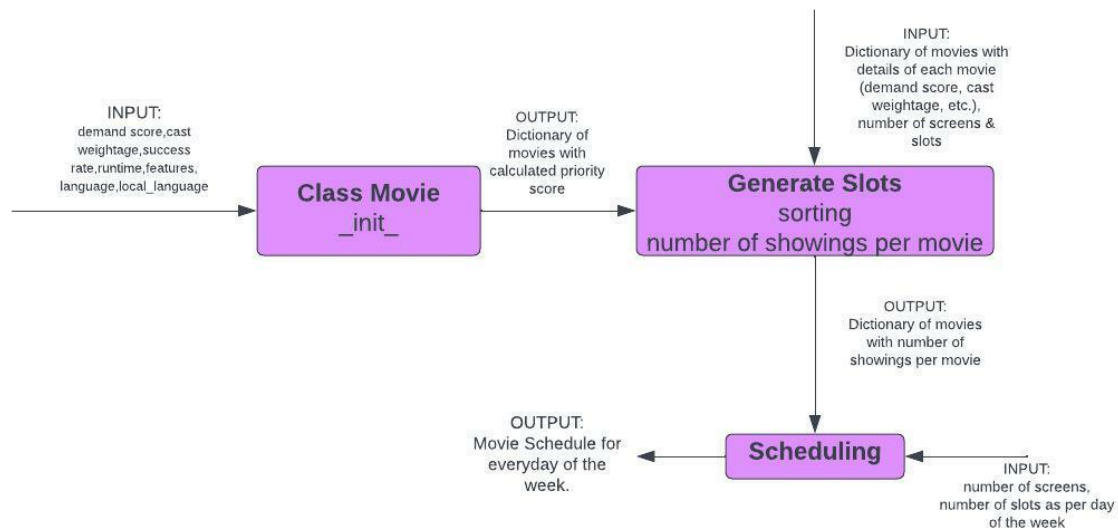 INPUT:
demand score,cast
weightage,success
rate,runtime,features,
language,local_language
Class Movie
_init_
OUTPUT:
Dictionary of
movies with
calculated priority
score
INPUT:
Dictionary of movies with
details of each movie
(demand score, cast
weightage, etc.),
number of screens &
slots
Generate Slots
sorting
number of showings per movie
OUTPUT:
Dictionary of movies
with number of
showings per movie
Scheduling
INPUT:
number of screens,
number of slots as per day
of the week
OUTPUT:
Movie Schedule for
everyday of the
week.